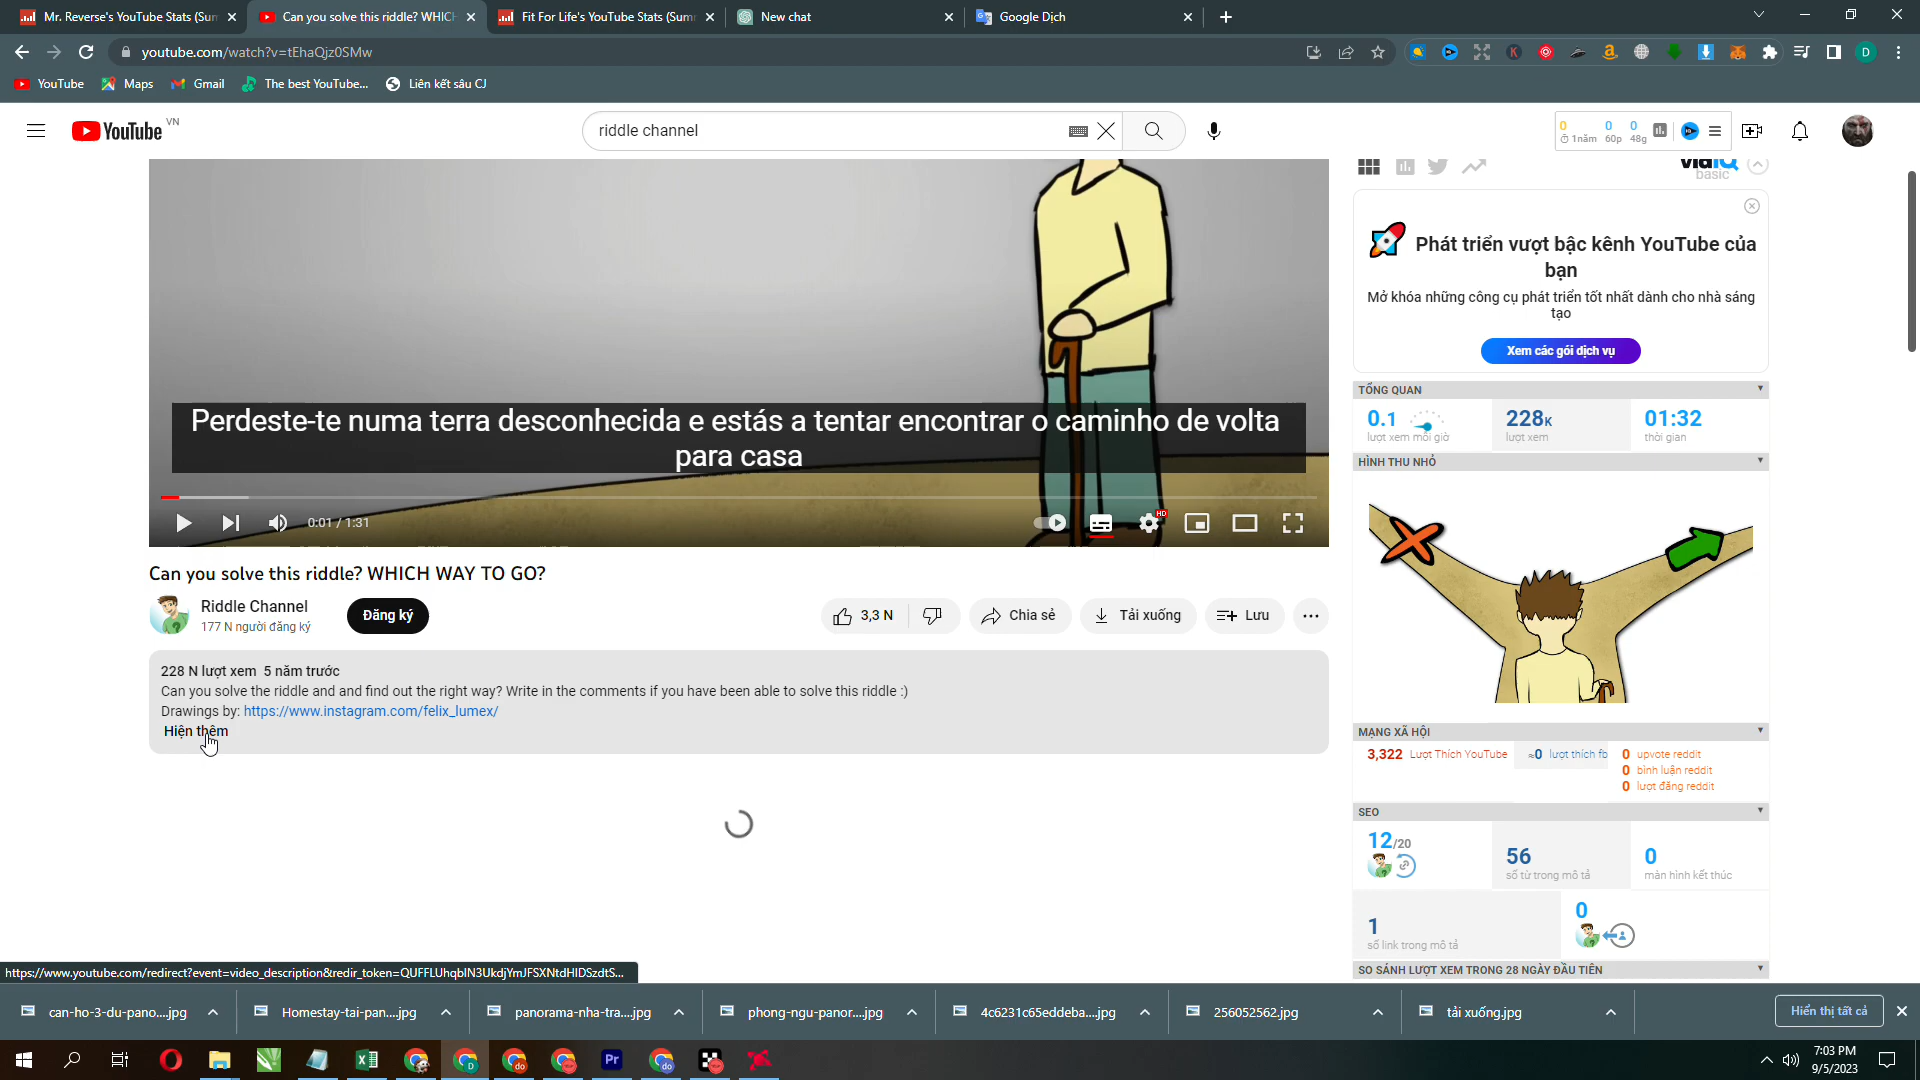 Mr. Reverse's YouTube Stats (Sum
Can you solve this riddle? WHICH
Fit For Life's YouTube Stats (Summ
New chat
Google Dịch
youtube.com/watch?v=tEhaQjz0SMw
YouTube
Maps
Gmail
The best YouTube...
Liên kết sâu CJ
YouTube VN
riddle channel
0 0 0
1năm 60p 48g
vidIQ
basic
Phát triển vượt bậc kênh YouTube của
bạn
Mở khóa những công cụ phát triển tốt nhất dành cho nhà sáng
tạo
Xem các gói dịch vụ
Perdeste-te numa terra desconhecida e estás a tentar encontrar o caminho de volta
para casa
0:01 / 1:31
HD
Can you solve this riddle? WHICH WAY TO GO?
Riddle Channel
177 N người đăng ký
Đăng ký
3,3 N
Chia sẻ
Tải xuống
Lưu
228 N lượt xem 5 năm trước
Can you solve the riddle and and find out the right way? Write in the comments if you have been able to solve this riddle :)
Drawings by: https://www.instagram.com/felix_lumex/
Hiện thêm
TỔNG QUAN
0.1
lượt xem mỗi giờ
228K
lượt xem
01:32
thời gian
HÌNH THU NHỎ
MẠNG XÃ HỘI
3,322 Lượt Thích YouTube
≈0 lượt thích fb
0 upvote reddit
0 bình luận reddit
0 lượt đăng reddit
SEO
12/20
56
số từ trong mô tả
0
màn hình kết thúc
1
số link trong mô tả
0
SO SÁNH LƯỢT XEM TRONG 28 NGÀY ĐẦU TIÊN
https://www.youtube.com/redirect?event=video_description&redir_token=QUFFLUhqblN3UkdjYmJFSXNtdHlDSzdtS...
can-ho-3-du-pano....jpg
Homestay-tai-pan....jpg
panorama-nha-tra....jpg
phong-ngu-panor....jpg
4c6231c65eddeba....jpg
256052562.jpg
tải xuống.jpg
Hiển thị tất cả
7:03 PM
9/5/2023